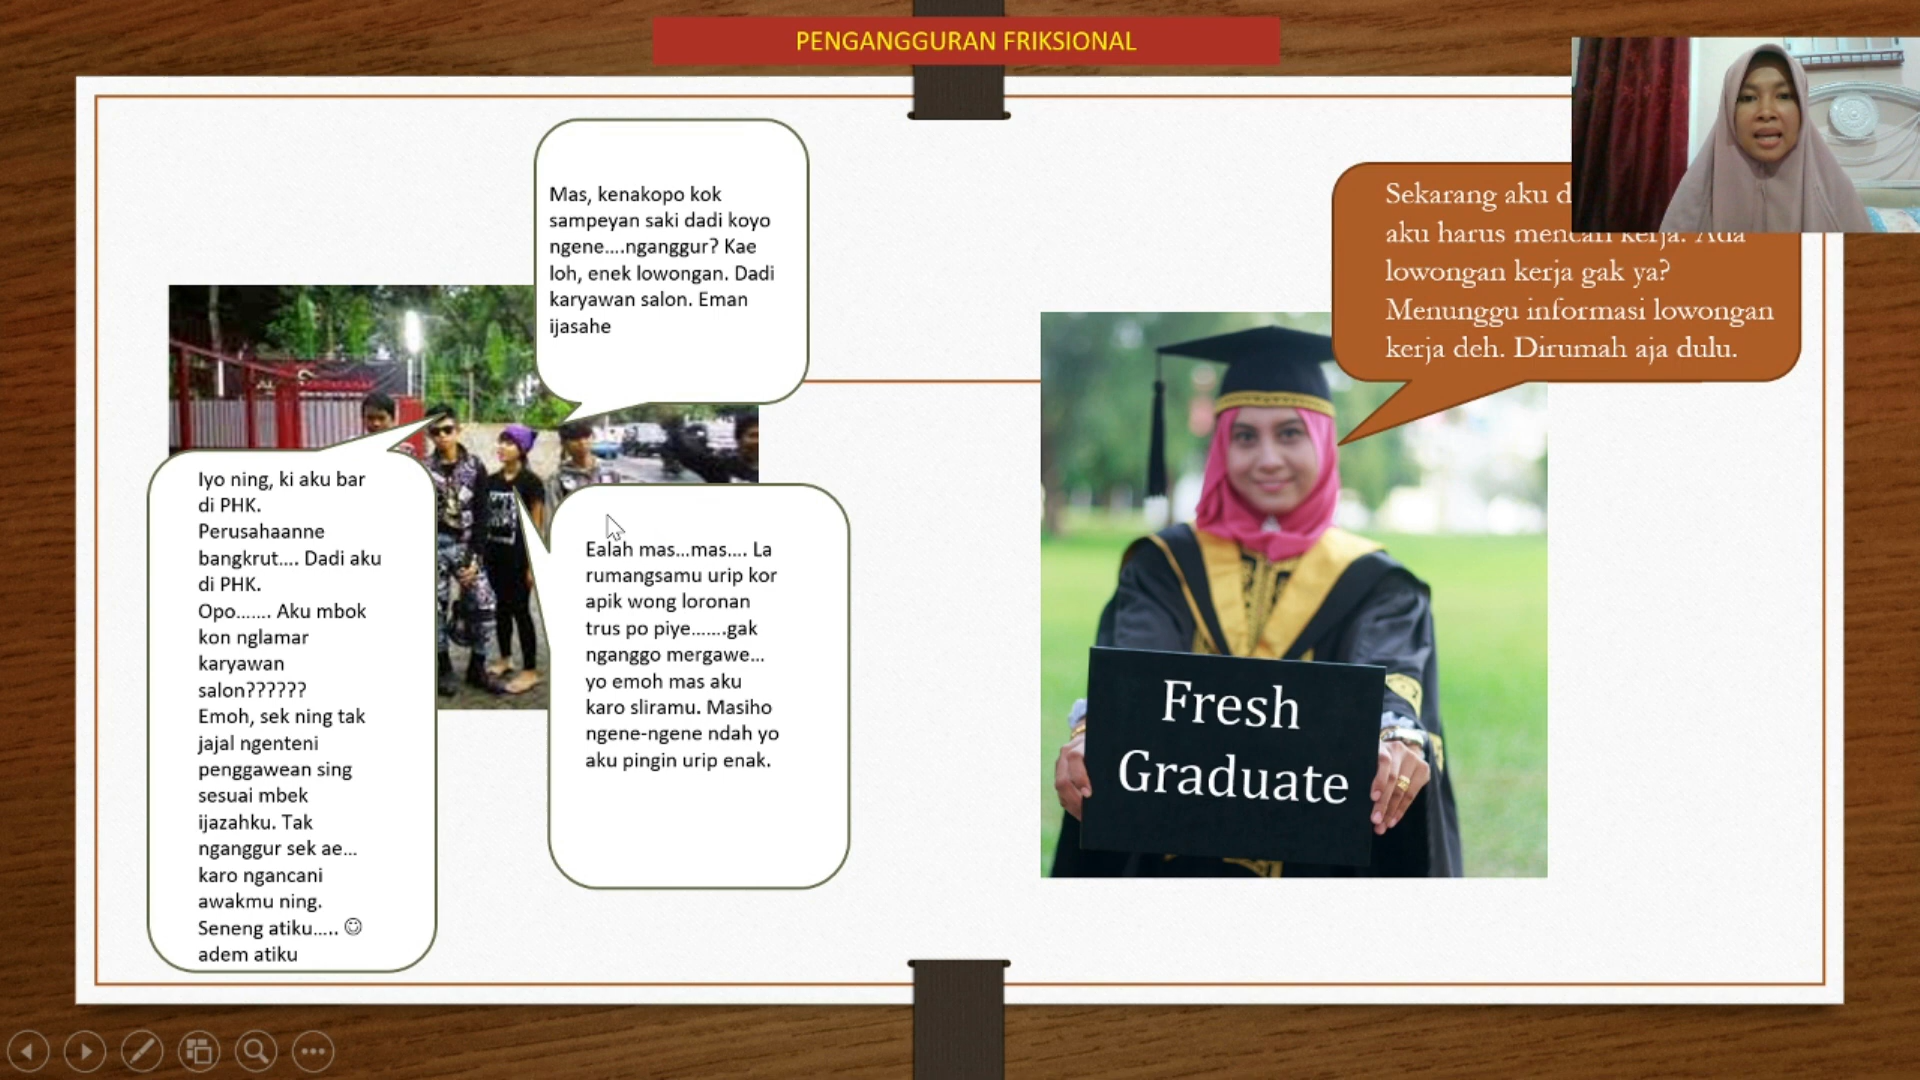 PENGANGGURAN FRIKSIONAL
Mas, kenakopo kok
sampeyan saki dadi koyo
ngene....nganggur? Kae
loh, enek lowongan. Dadi
karyawan salon. Eman
ijasahe
Iyo ning, ki aku bar
di PHK.
Perusahaanne
bangkrut.... Dadi aku
di PHK.
Opo....... Aku mbok
kon nglamar
karyawan
salon??????
Emoh, sek ning tak
jajal ngenteni
penggawean sing
sesuai mbek
ijazahku. Tak
nganggur sek ae...
karo ngancani
awakmu ning.
Seneng atiku..... ☺
adem atiku
Ealah mas...mas.... La
rumangsamu urip kor
apik wong loronan
trus po piye.......gak
nganggo mergawe...
yo emoh mas aku
karo sliramu. Masiho
ngene-ngene ndah yo
aku pingin urip enak.
Sekarang aku
aku harus mencari kerja. Ada
lowongan kerja gak ya?
Menunggu informasi lowongan
kerja deh. Dirumah aja dulu.
Fresh
Graduate